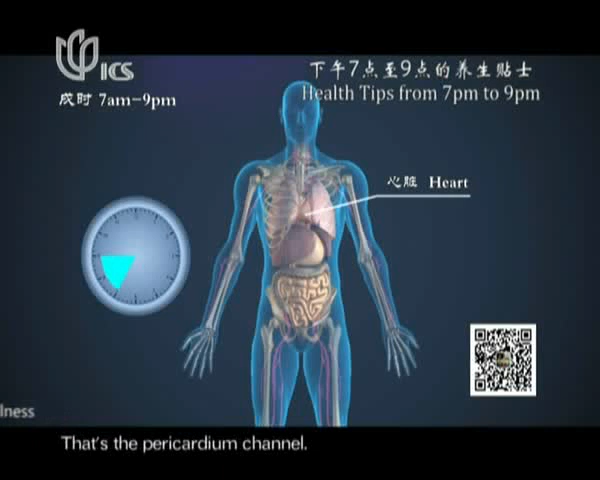 ICS
下午7点至9点的养生贴士
戌时 7am-9pm
Health Tips from 7pm to 9pm
心脏 Heart
lness
That's the pericardium channel.